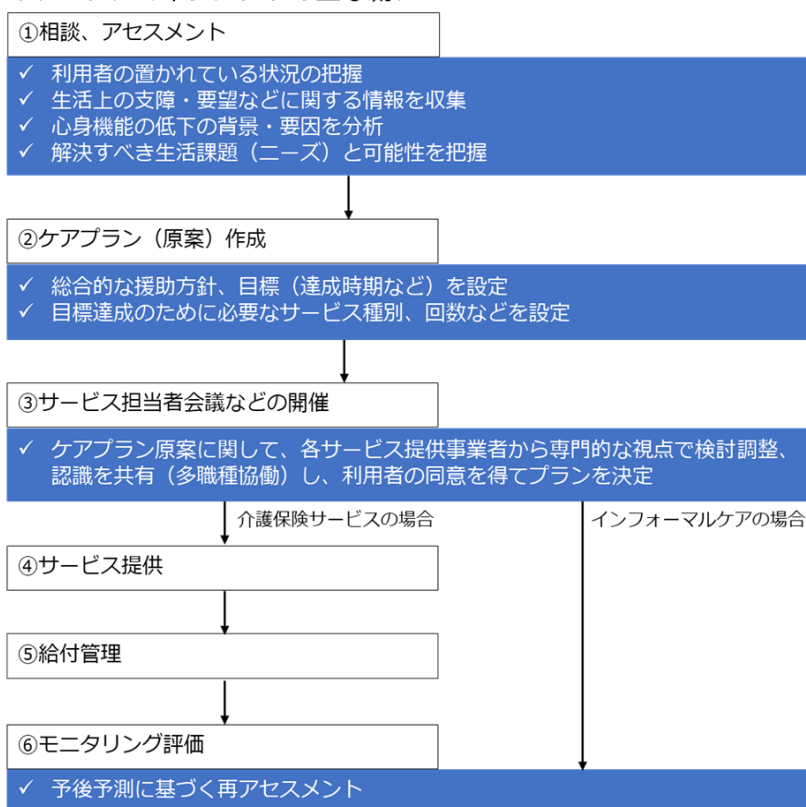 ①相談、アセスメント
✓ 利用者の置かれている状況の把握
✓ 生活上の支障・要望などに関する情報を収集
✓ 心身機能の低下の背景・要因を分析
✓ 解決すべき生活課題（ニーズ）と可能性を把握
②ケアプラン（原案）作成
✓ 総合的な援助方針、目標（達成時期など）を設定
✓ 目標達成のために必要なサービス種別、回数などを設定
③サービス担当者会議などの開催
✓ ケアプラン原案に関して、各サービス提供事業者から専門的な視点で検討調整、
認識を共有（多職種協働）し、利用者の同意を得てプランを決定
介護保険サービスの場合
インフォーマルケアの場合
④サービス提供
⑤給付管理
⑥モニタリング評価
✓ 予後予測に基づく再アセスメント